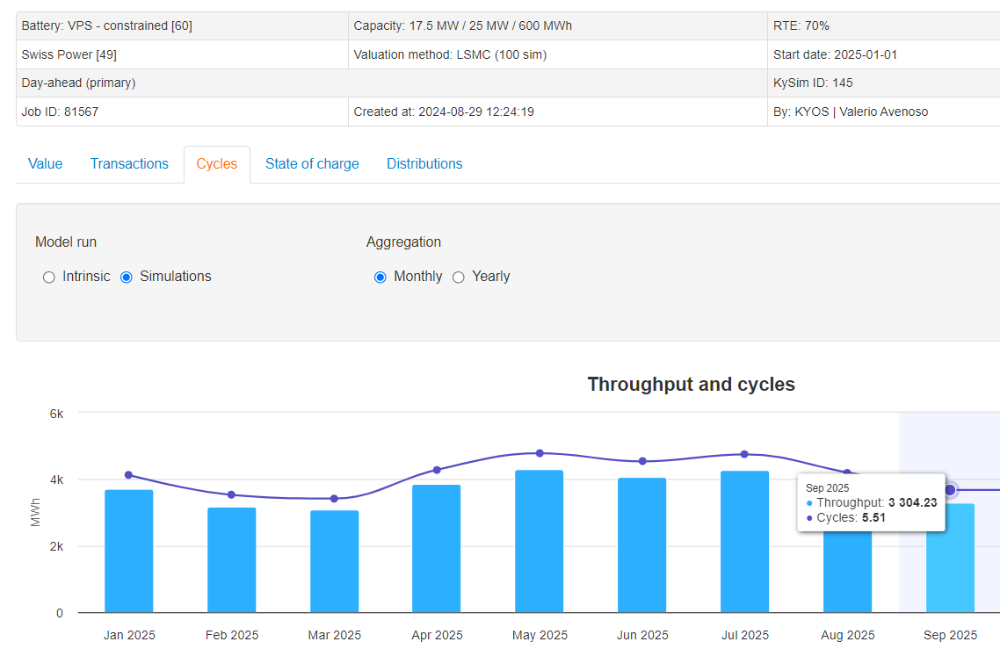 Battery: VPS - constrained [60] Capacity: 17.5 MW / 25 MW / 600 MWh RTE: 70%
Swiss Power [49] Valuation method: LSMC (100 sim) Start date: 2025-01-01
Day-ahead (primary) KySim ID: 145
Job ID: 81567 Created at: 2024-08-29 12:24:19 By: KYOS | Valerio Avenoso
Value Transactions Cycles State of charge Distributions
Model run Aggregation
Intrinsic Simulations Monthly Yearly
Throughput and cycles
6k
4k
2k
0
MWh
Sep 2025
Throughput: 3 304.23
Cycles: 5.51
Jan 2025 Feb 2025 Mar 2025 Apr 2025 May 2025 Jun 2025 Jul 2025 Aug 2025 Sep 2025